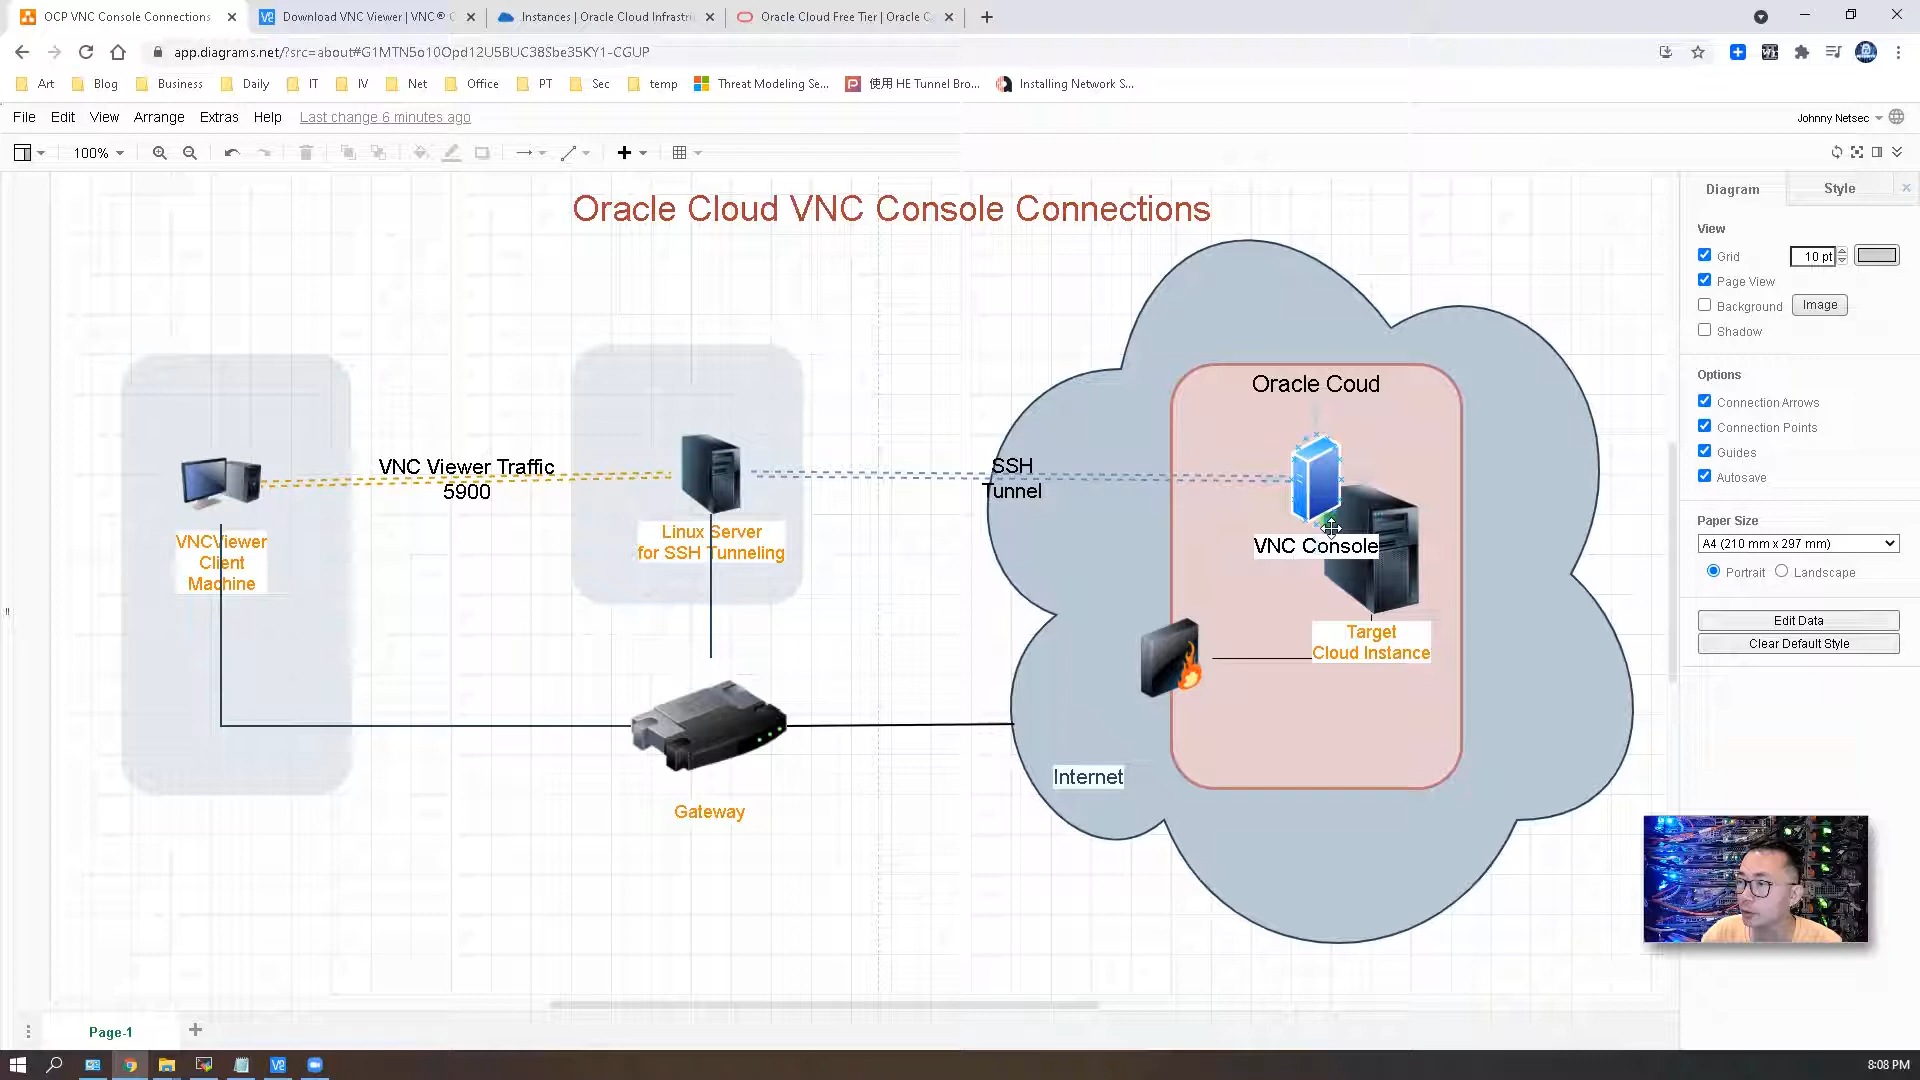 OCP VNC Console Connections
Download VNC Viewer | VNC® C
Instances | Oracle Cloud Infrastru
Oracle Cloud Free Tier | Oracle C
app.diagrams.net/?src=about#G1MTN5o10Opd12U5BUC38Sbe35KY1-CGUP
Art
Blog
Business
Daily
IT
IV
Net
Office
PT
Sec
temp
Threat Modeling Se...
使用 HE Tunnel Bro...
Installing Network S...
File
Edit
View
Arrange
Extras
Help
Last change 6 minutes ago
Johnny Netsec
100%
Diagram
Style
Oracle Cloud VNC Console Connections
View
Grid
10 pt
Page View
Background
Image
Shadow
Options
Connection Arrows
Connection Points
Guides
Autosave
Paper Size
A4 (210 mm x 297 mm)
Portrait
Landscape
Edit Data
Clear Default Style
Oracle Coud
VNC Viewer Traffic
5900
SSH
Tunnel
VNCViewer
Client
Machine
Linux Server
for SSH Tunneling
VNC Console
Target
Cloud Instance
Internet
Gateway
Page-1
8:08 PM